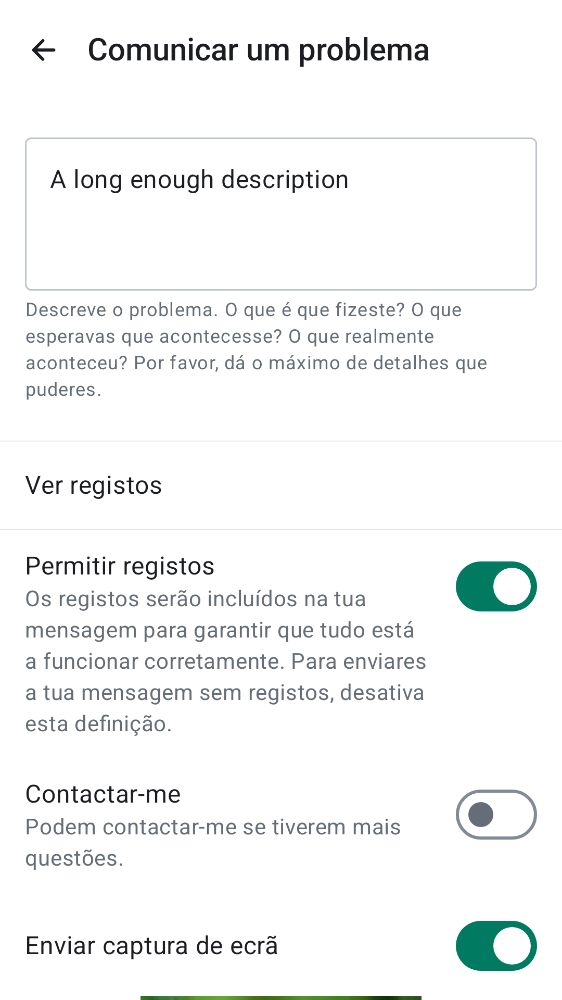 Comunicar um problema
A long enough description
Descreve o problema. O que é que fizeste? O que
esperavas que acontecesse? O que realmente
aconteceu? Por favor, dá o máximo de detalhes que
puderes.
Ver registos
Permitir registos
Os registos serão incluídos na tua
mensagem para garantir que tudo está
a funcionar corretamente. Para enviares
a tua mensagem sem registos, desativa
esta definição.
Contactar-me
Podem contactar-me se tiverem mais
questões.
Enviar captura de ecrã